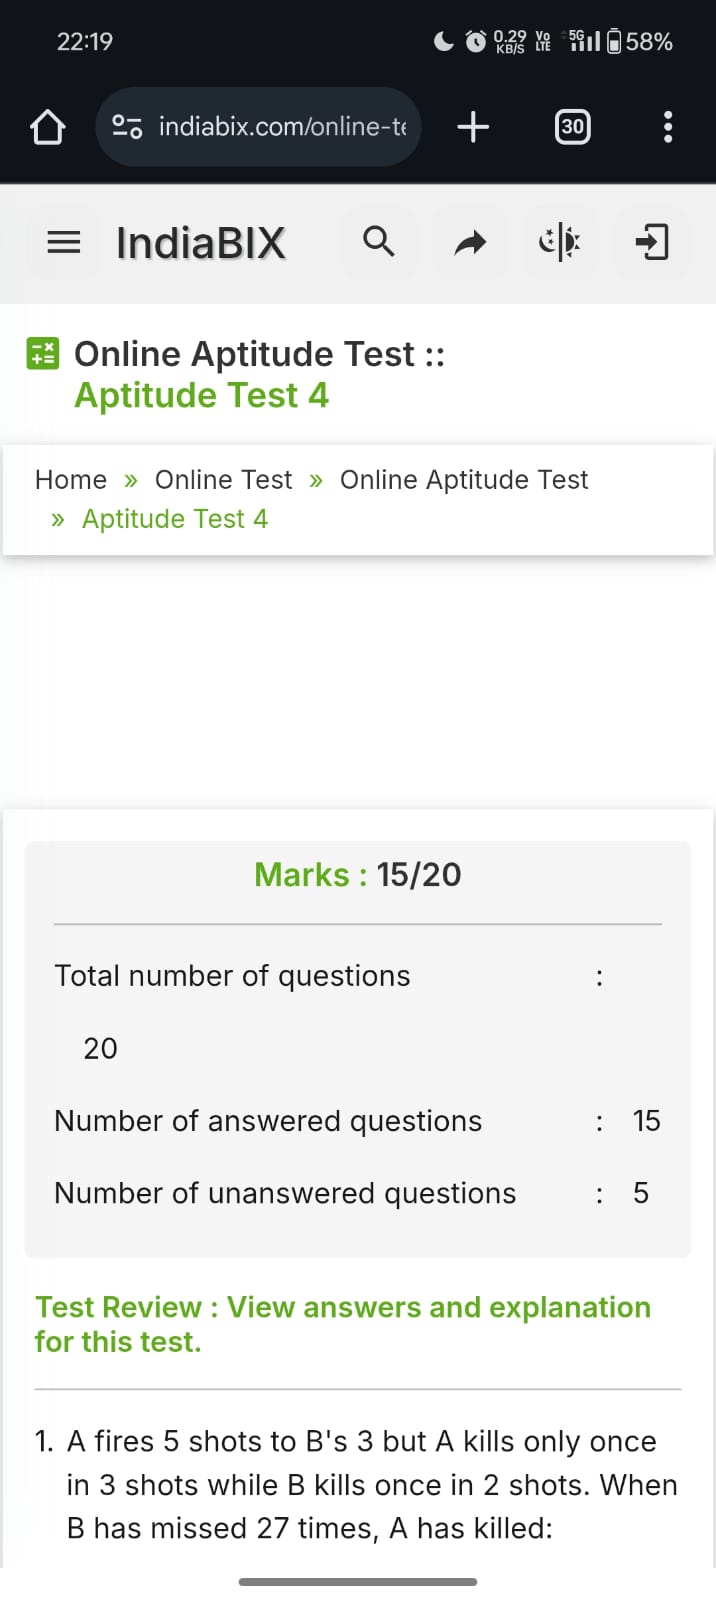 22:19
0.29 KB/S Vo LTE 5G 58%
indiabix.com/online-te
30
IndiaBIX
Online Aptitude Test ::
Aptitude Test 4
Home » Online Test » Online Aptitude Test
» Aptitude Test 4
Marks : 15/20
Total number of questions :
20
Number of answered questions : 15
Number of unanswered questions : 5
Test Review : View answers and explanation
for this test.
1. A fires 5 shots to B's 3 but A kills only once
in 3 shots while B kills once in 2 shots. When
B has missed 27 times, A has killed: